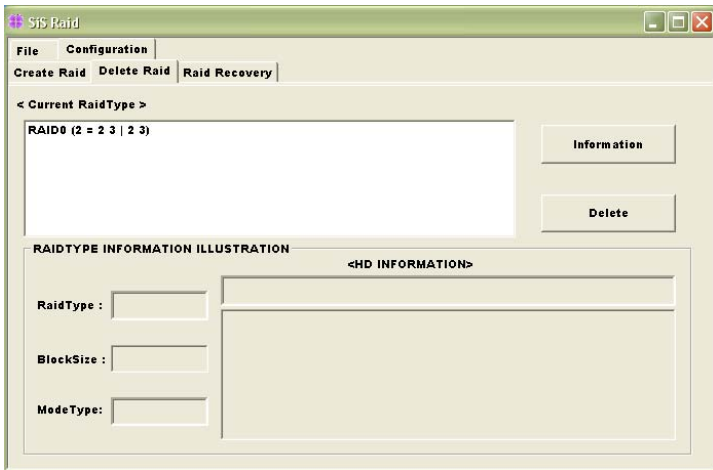 SiS Raid
File Configuration
Create Raid Delete Raid Raid Recovery
< Current RaidType >
RAID0 (2 = 2 3 | 2 3)
Information
Delete
RAIDTYPE INFORMATION ILLUSTRATION
<HD INFORMATION>
RaidType :
BlockSize :
ModeType: